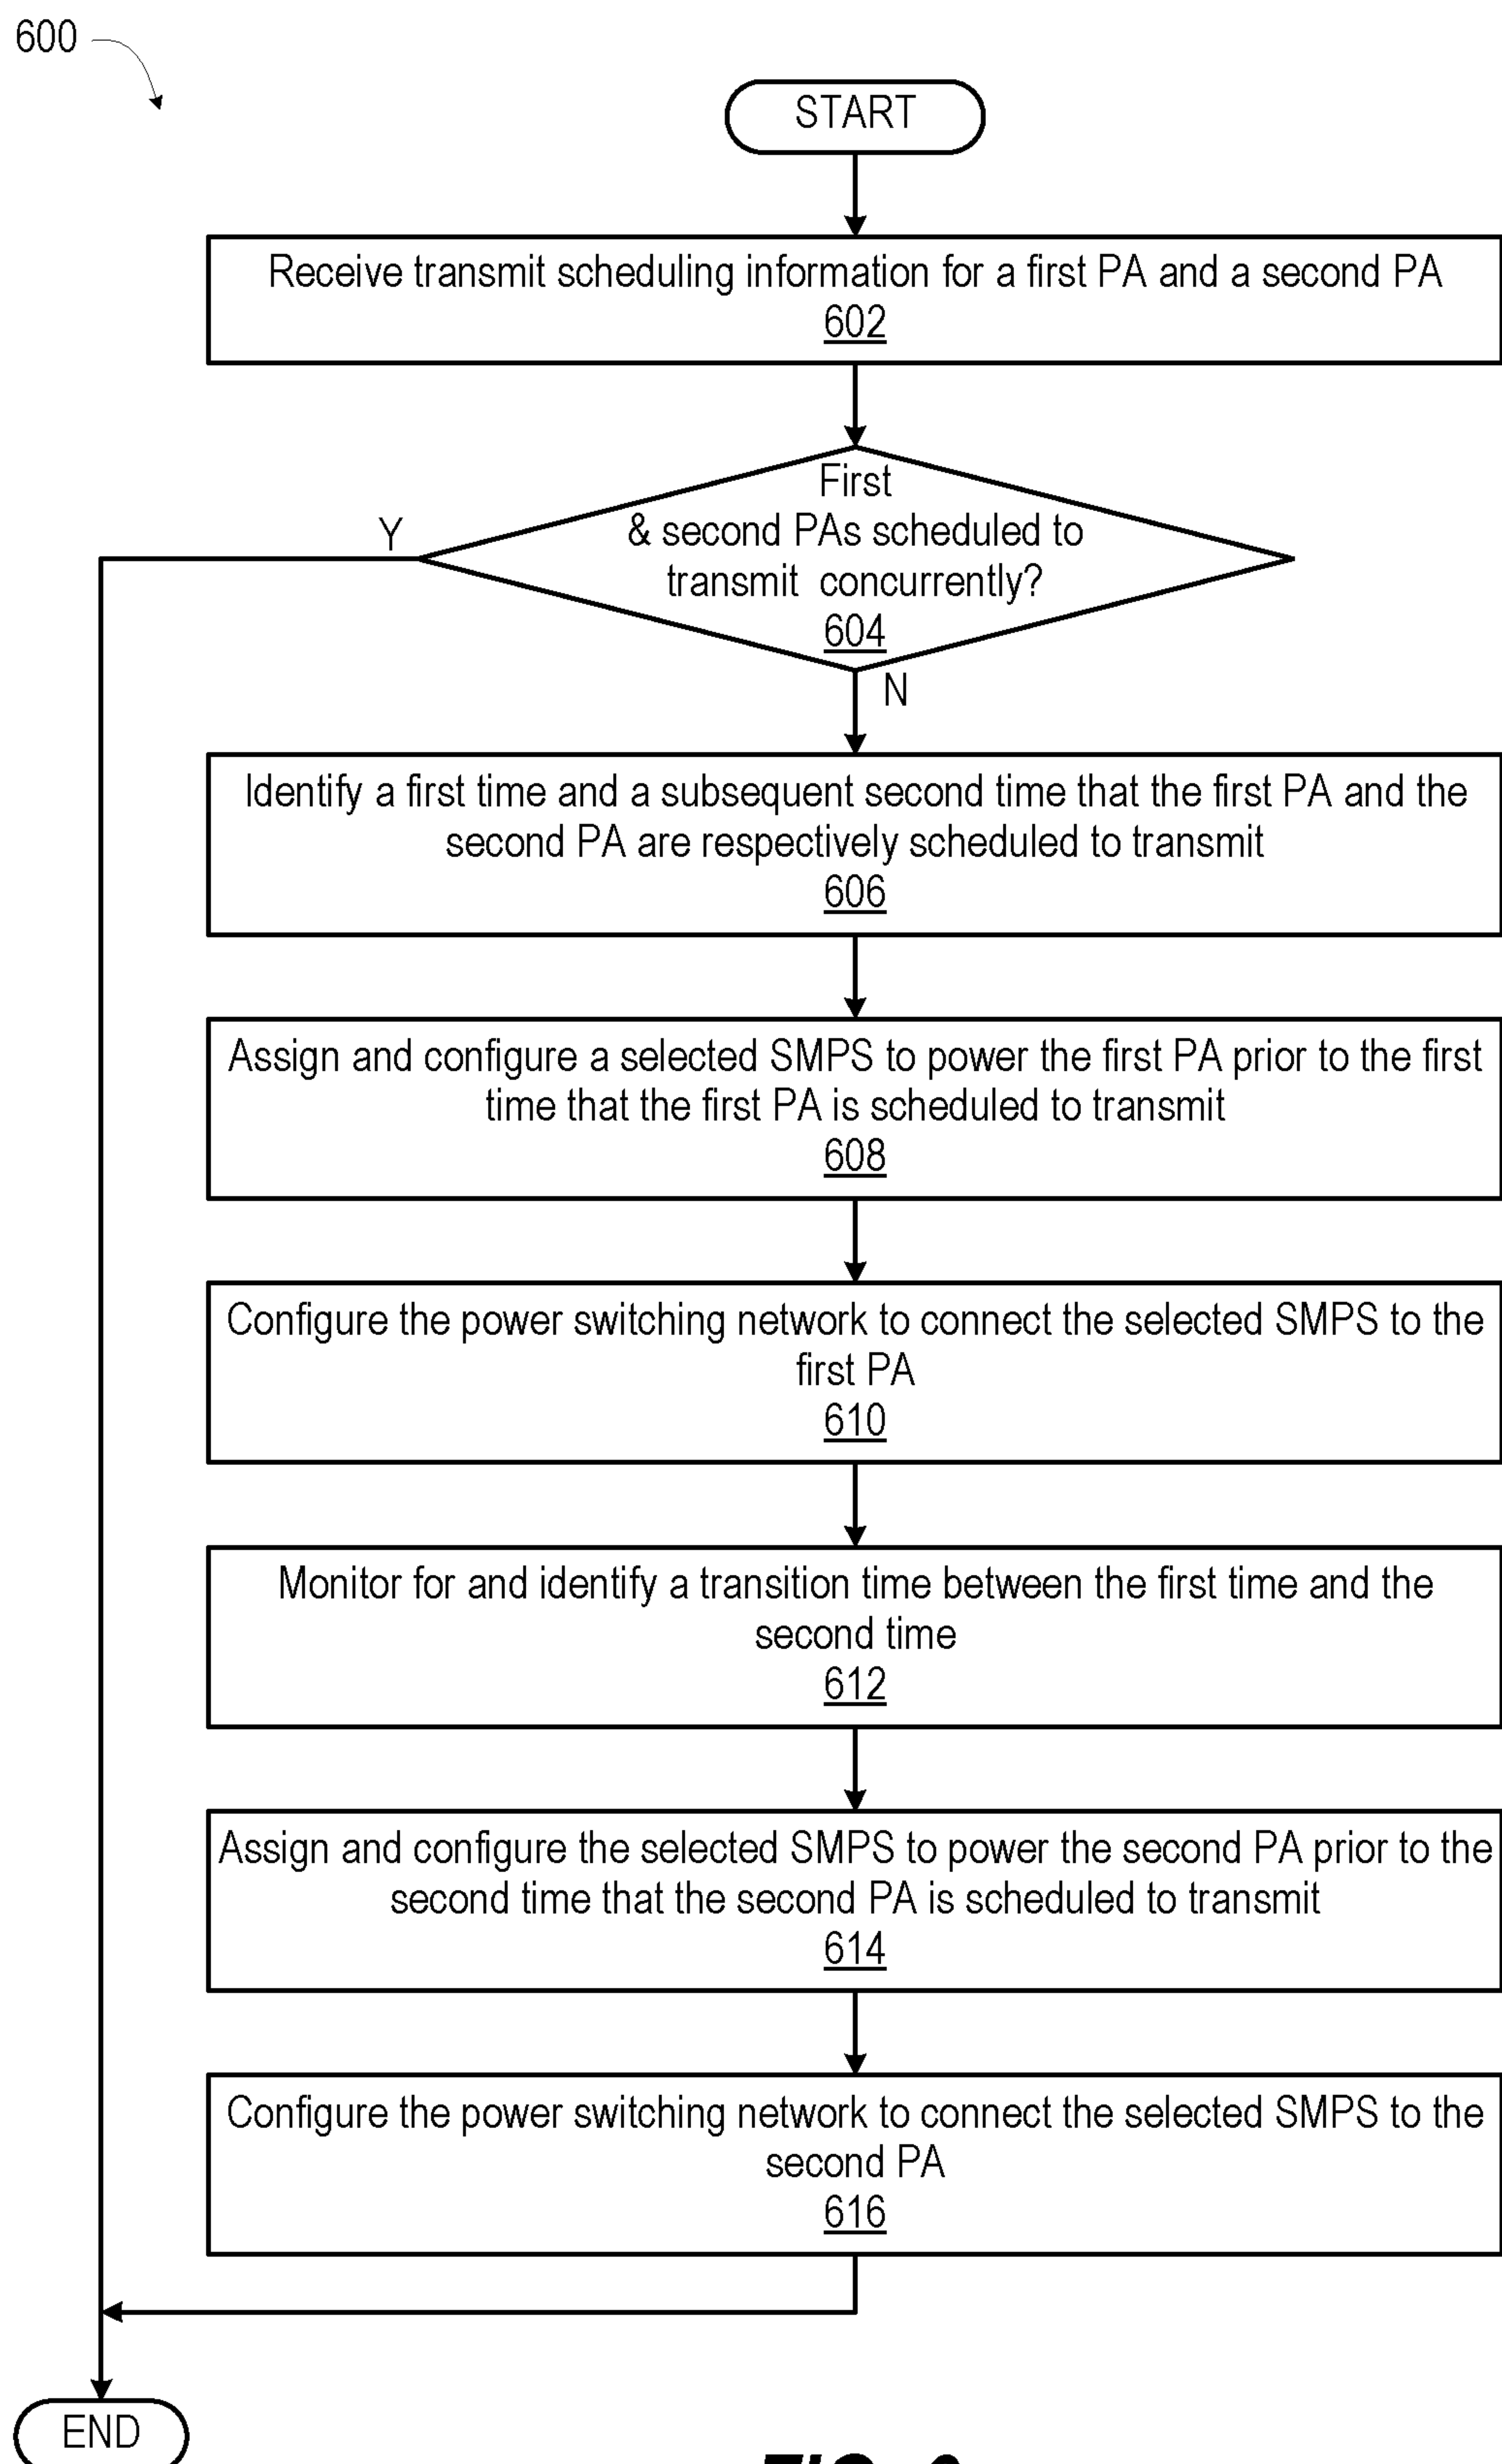 600
START
Receive transmit scheduling information for a first PA and a second PA
602
First
& second PAs scheduled to
transmit concurrently?
604
Y
N
Identify a first time and a subsequent second time that the first PA and the
second PA are respectively scheduled to transmit
606
Assign and configure a selected SMPS to power the first PA prior to the first
time that the first PA is scheduled to transmit
608
Configure the power switching network to connect the selected SMPS to the
first PA
610
Monitor for and identify a transition time between the first time and the
second time
612
Assign and configure the selected SMPS to power the second PA prior to the
second time that the second PA is scheduled to transmit
614
Configure the power switching network to connect the selected SMPS to the
second PA
616
END